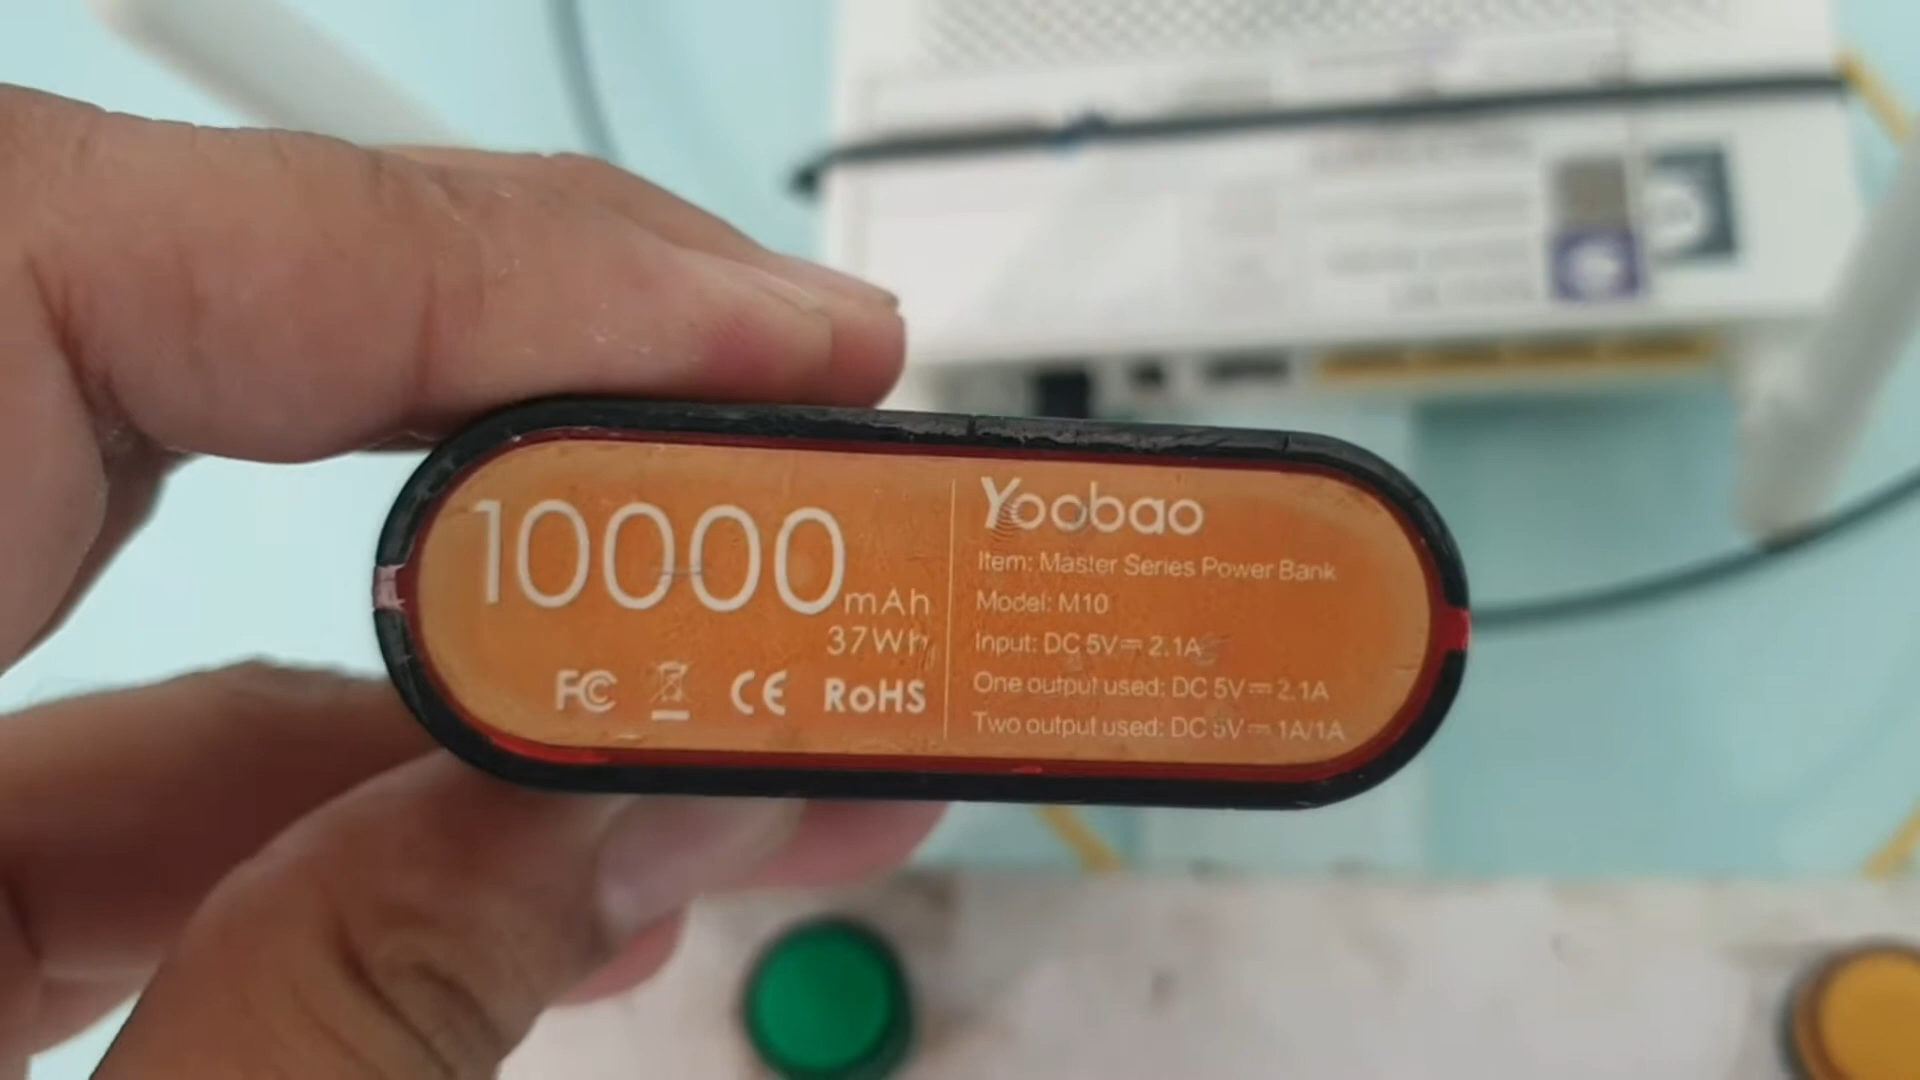 10000mAh
37Wh
FC CE RoHS
Yoobao
Item: Master Series Power Bank
Model: M10
Input: DC 5V⎓2.1A
One output used: DC 5V⎓2.1A
Two output used: DC 5V⎓1A/1A